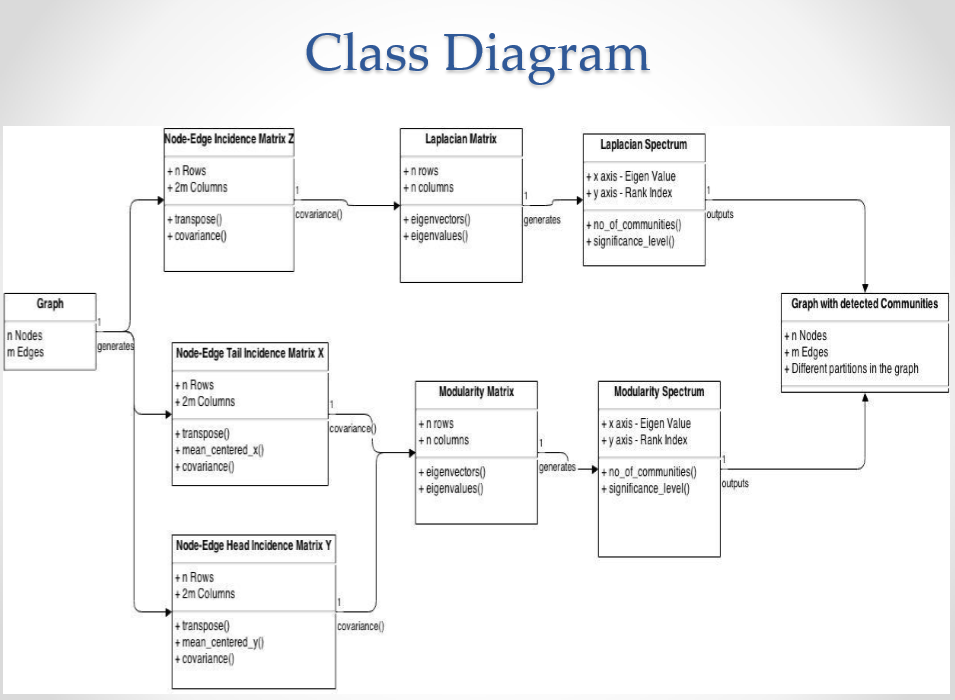 Class Diagram
Node-Edge Incidence Matrix Z
+ n Rows
+ 2m Columns
+ transpose()
+ covariance()
1
covariance()
Laplacian Matrix
+ n rows
+ n columns
+ eigenvectors()
+ eigenvalues()
1
generates
Laplacian Spectrum
+ x axis - Eigen Value
+ y axis - Rank Index
+ no_of_communities()
+ significance_level()
1
outputs
Graph
n Nodes
m Edges
1
generates
Graph with detected Communities
+ n Nodes
+ m Edges
+ Different partitions in the graph
Node-Edge Tail Incidence Matrix X
+ n Rows
+ 2m Columns
+ transpose()
+ mean_centered_x()
+ covariance()
1
covariance()
Modularity Matrix
+ n rows
+ n columns
+ eigenvectors()
+ eigenvalues()
1
generates
Modularity Spectrum
+ x axis - Eigen Value
+ y axis - Rank Index
+ no_of_communities()
+ significance_level()
1
outputs
Node-Edge Head Incidence Matrix Y
+ n Rows
+ 2m Columns
+ transpose()
+ mean_centered_y()
+ covariance()
1
covariance()